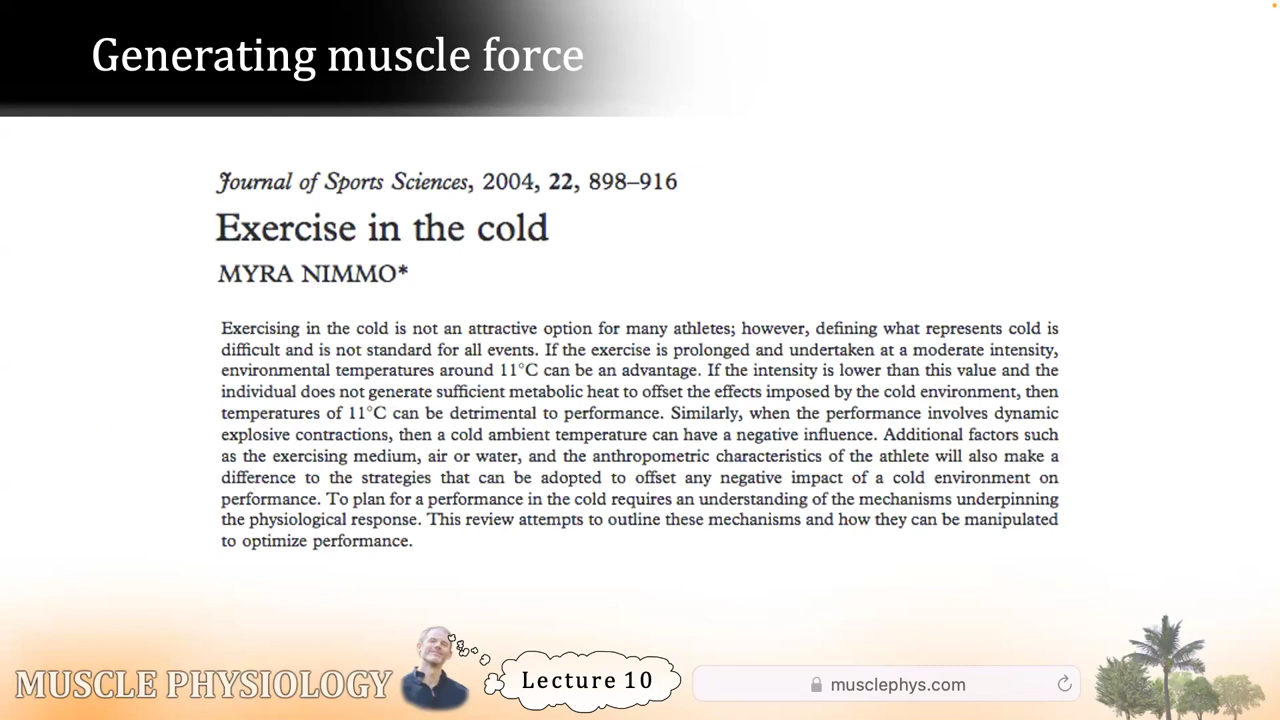 Generating muscle force
Journal of Sports Sciences, 2004, 22, 898–916
Exercise in the cold
MYRA NIMMO*
Exercising in the cold is not an attractive option for many athletes; however, defining what represents cold is
difficult and is not standard for all events. If the exercise is prolonged and undertaken at a moderate intensity,
environmental temperatures around 11°C can be an advantage. If the intensity is lower than this value and the
individual does not generate sufficient metabolic heat to offset the effects imposed by the cold environment, then
temperatures of 11°C can be detrimental to performance. Similarly, when the performance involves dynamic
explosive contractions, then a cold ambient temperature can have a negative influence. Additional factors such
as the exercising medium, air or water, and the anthropometric characteristics of the athlete will also make a
difference to the strategies that can be adopted to offset any negative impact of a cold environment on
performance. To plan for a performance in the cold requires an understanding of the mechanisms underpinning
the physiological response. This review attempts to outline these mechanisms and how they can be manipulated
to optimize performance.
MUSCLE PHYSIOLOGY
Lecture 10
musclephys.com